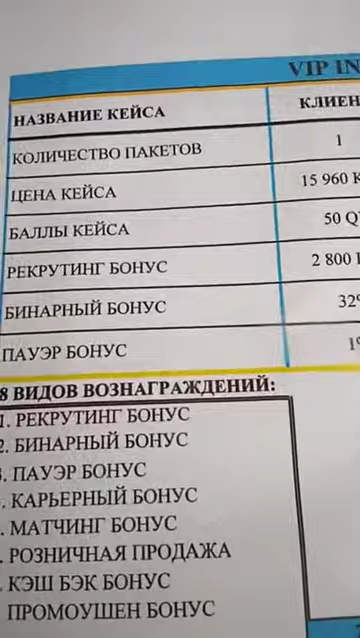 VIP IN
НАЗВАНИЕ КЕЙСА КЛИЕН
КОЛИЧЕСТВО ПАКЕТОВ 1
ЦЕНА КЕЙСА 15 960 K
БАЛЛЫ КЕЙСА 50 Q
РЕКРУТИНГ БОНУС 2 800
БИНАРНЫЙ БОНУС 32
ПАУЭР БОНУС 1
8 ВИДОВ ВОЗНАГРАЖДЕНИЙ:
1. РЕКРУТИНГ БОНУС
2. БИНАРНЫЙ БОНУС
. ПАУЭР БОНУС
. КАРЬЕРНЫЙ БОНУС
. МАТЧИНГ БОНУС
. РОЗНИЧНАЯ ПРОДАЖА
КЭШ БЭК БОНУС
ПРОМОУШЕН БОНУС